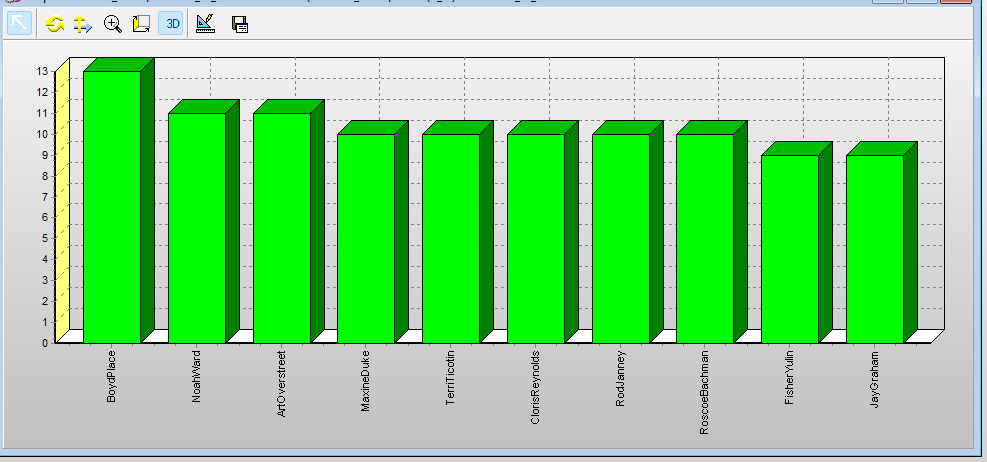 3D
13
12
11
10
9
8
7
6
5
4
3
2
1
0
BoydPlace
NoahWard
ArtOverstreet
MaxineDuke
TerriTicotin
ClorisReynolds
RodJanney
RoscoeBachman
FisherYulin
JayGraham